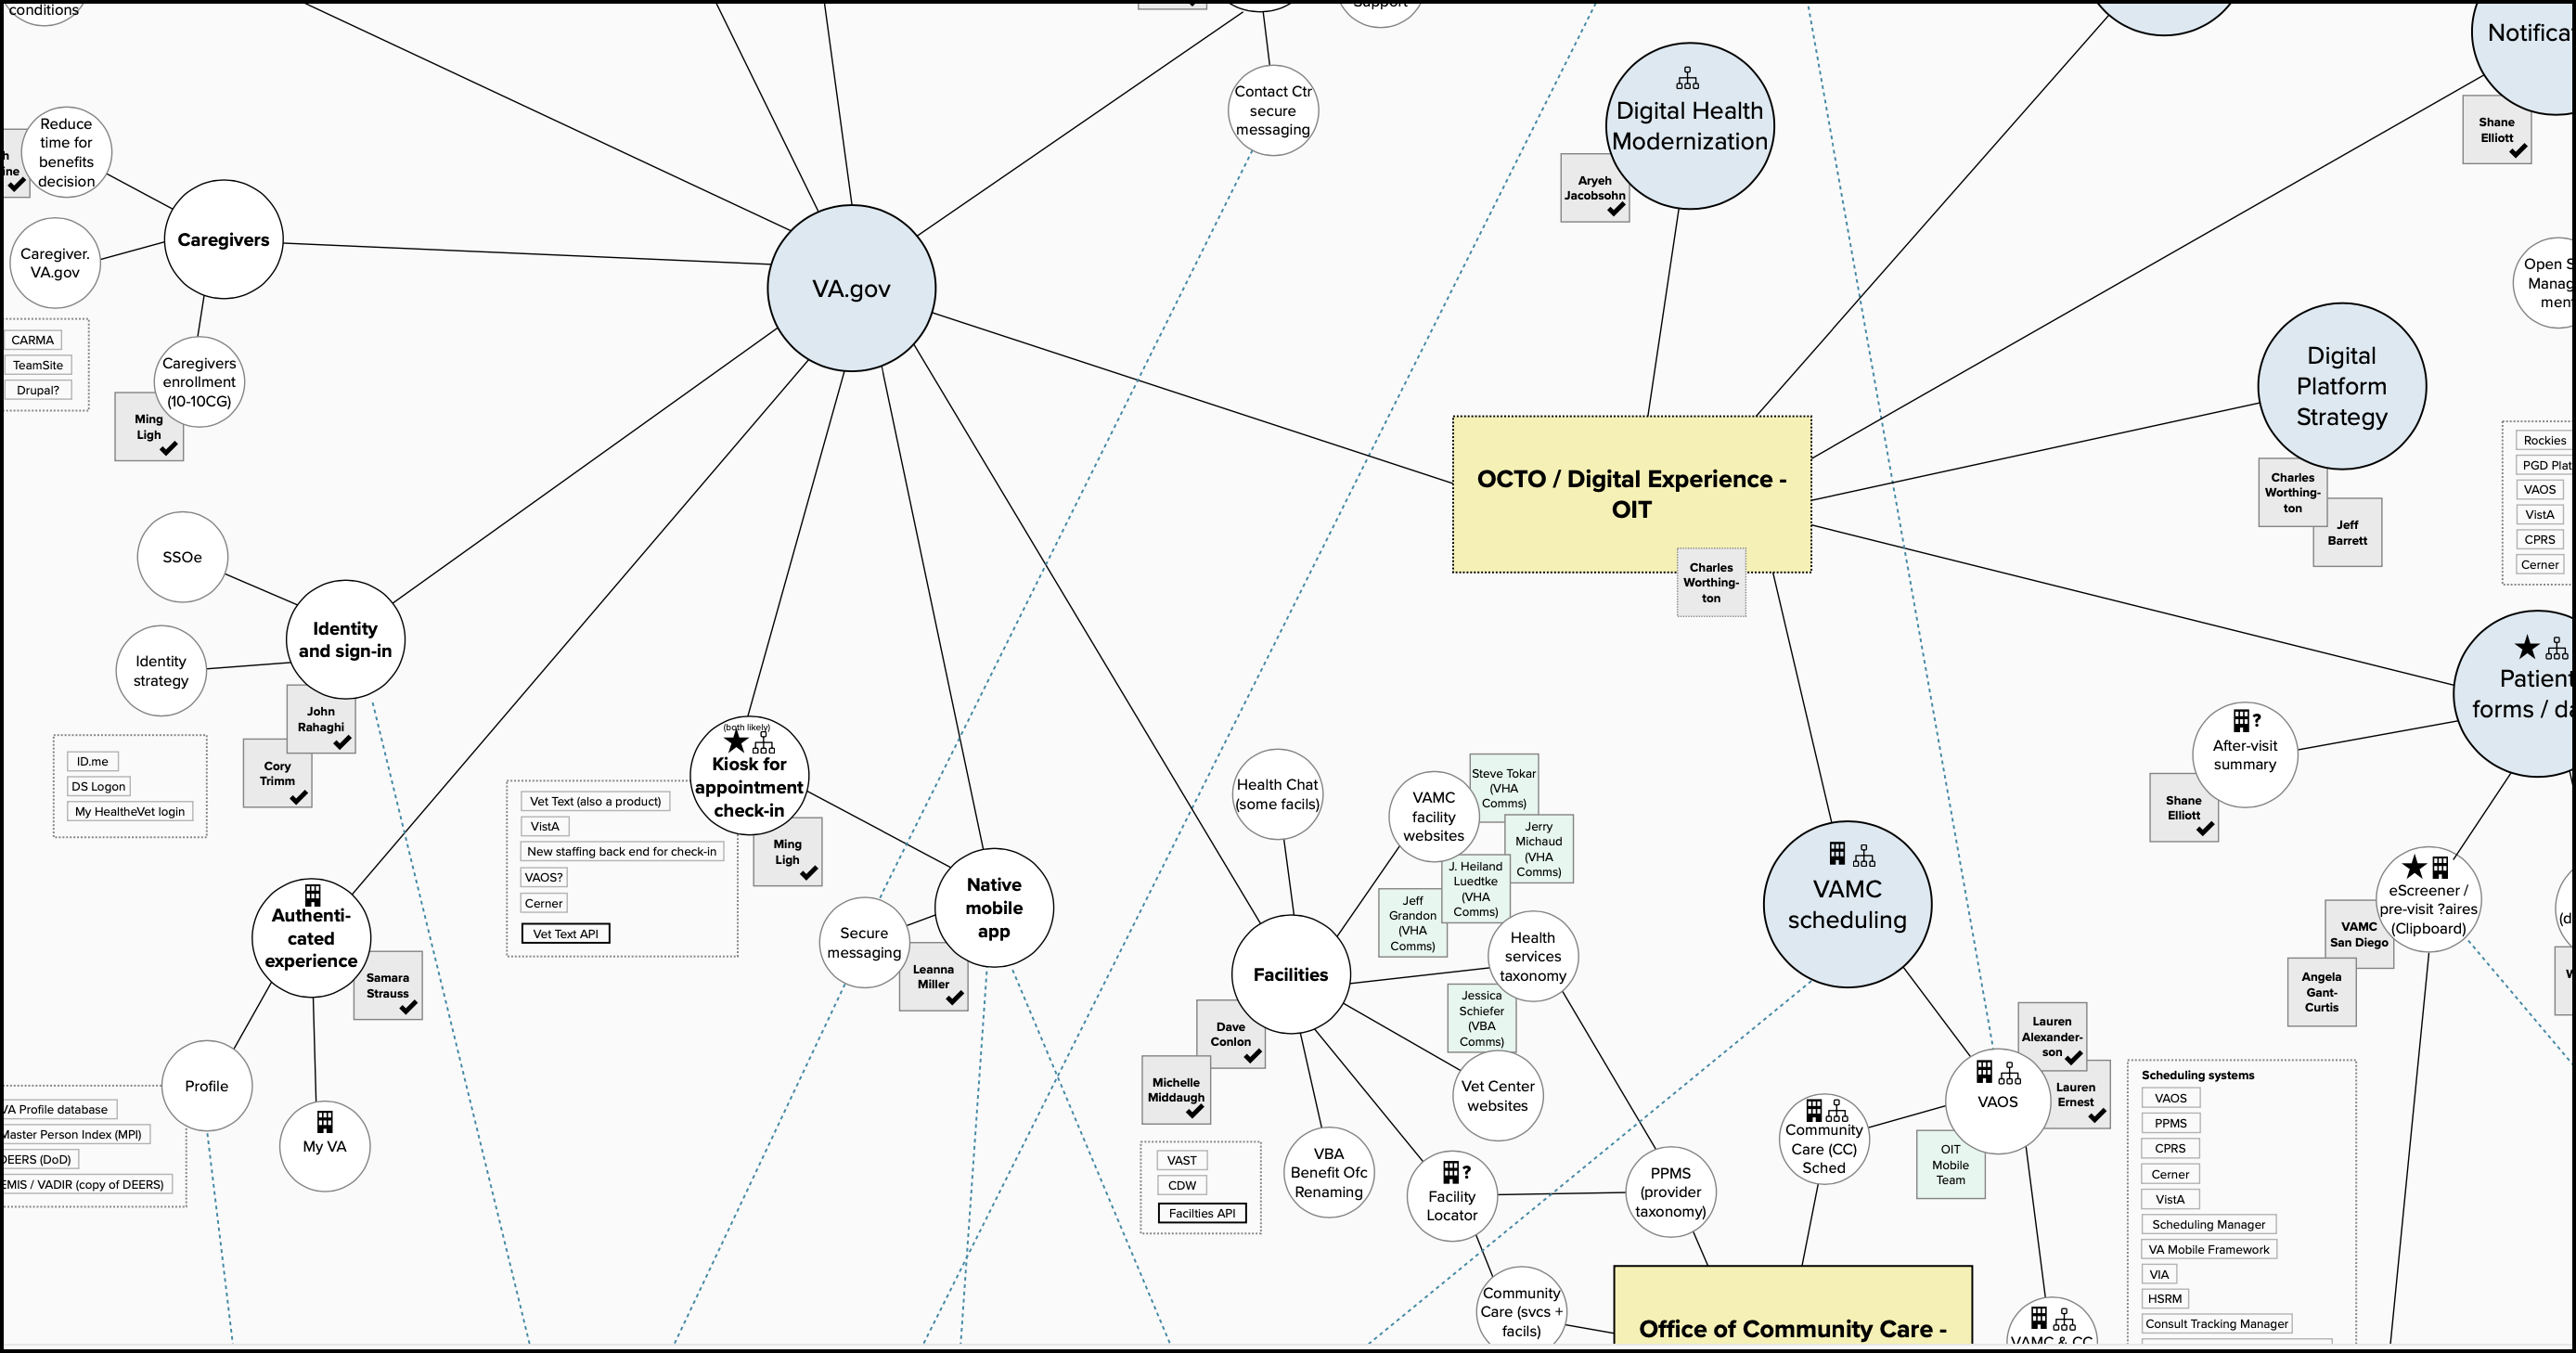 conditions
Support
Notifica
Contact Ctr
secure
messaging
Digital Health
Modernization
Aryeh
Jacobsohn
Shane
Elliott
Reduce
time for
benefits
decision
h
ine
Caregivers
Caregiver.
VA.gov
CARMA
TeamSite
Drupal?
Caregivers
enrollment
(10-10CG)
Ming
Ligh
VA.gov
Open S
Manag
men
Digital
Platform
Strategy
Charles
Worthing-
ton
Jeff
Barrett
Rockies
PGD Plat
VAOS
VistA
CPRS
Cerner
OCTO / Digital Experience -
OIT
Charles
Worthing-
ton
SSOe
Identity
and sign-in
Identity
strategy
John
Rahaghi
Cory
Trimm
ID.me
DS Logon
My HealtheVet login
(both likely)
Kiosk for
appointment
check-in
Ming
Ligh
Vet Text (also a product)
VistA
New staffing back end for check-in
VAOS?
Cerner
Vet Text API
Native
mobile
app
Secure
messaging
Leanna
Miller
Authenti-
cated
experience
Samara
Strauss
Profile
My VA
VA Profile database
Master Person Index (MPI)
DEERS (DoD)
EMIS / VADIR (copy of DEERS)
Health Chat
(some facils)
VAMC
facility
websites
Steve Tokar
(VHA
Comms)
Jerry
Michaud
(VHA
Comms)
J. Heiland
Luedtke
(VHA
Comms)
Jeff
Grandon
(VHA
Comms)
Health
services
taxonomy
Facilities
Jessica
Schiefer
(VBA
Comms)
Dave
Conlon
Michelle
Middaugh
Vet Center
websites
VAST
CDW
Facilties API
VBA
Benefit Ofc
Renaming
?
Facility
Locator
PPMS
(provider
taxonomy)
Community
Care (svcs +
facils)
Office of Community Care -
VAMC
scheduling
Lauren
Alexander-
son
VAOS
Lauren
Ernest
OIT
Mobile
Team
Community
Care (CC)
Sched
VAMC & CC
Patient
forms / da
?
After-visit
summary
Shane
Elliott
eScreener /
pre-visit ?aires
(Clipboard)
VAMC
San Diego
Angela
Gant-
Curtis
(d
W
Scheduling systems
VAOS
PPMS
CPRS
Cerner
VistA
Scheduling Manager
VA Mobile Framework
VIA
HSRM
Consult Tracking Manager